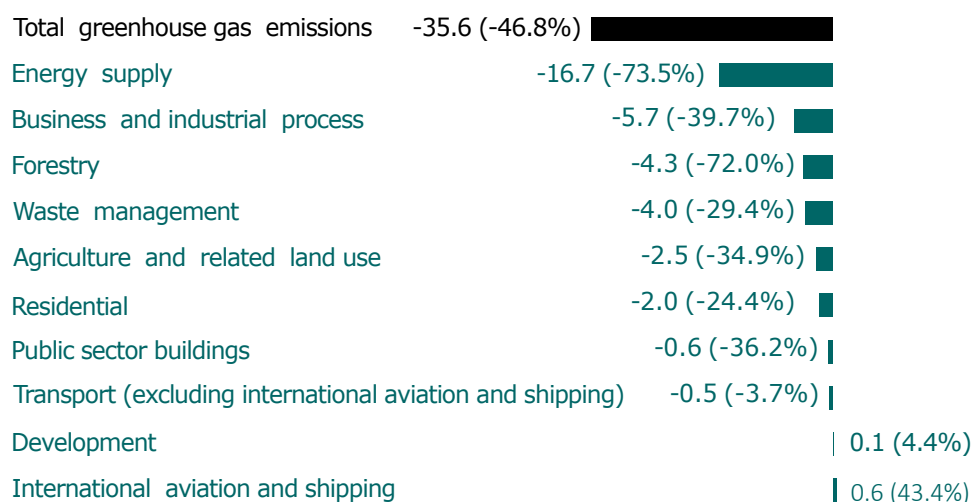 Total greenhouse gas emissions -35.6 (-46.8%)
Energy supply -16.7 (-73.5%)
Business and industrial process -5.7 (-39.7%)
Forestry -4.3 (-72.0%)
Waste management -4.0 (-29.4%)
Agriculture and related land use -2.5 (-34.9%)
Residential -2.0 (-24.4%)
Public sector buildings -0.6 (-36.2%)
Transport (excluding international aviation and shipping) -0.5 (-3.7%)
Development 0.1 (4.4%)
International aviation and shipping 0.6 (43.4%)